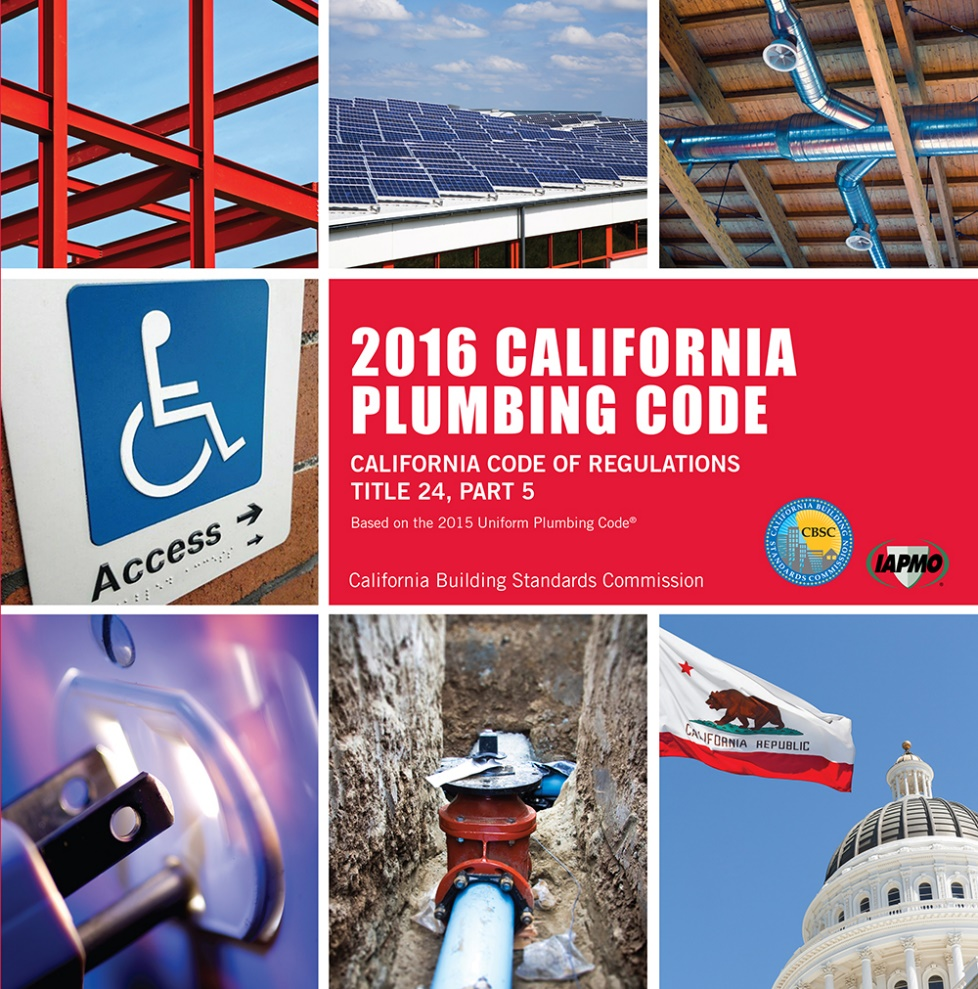 Access
2016 CALIFORNIA
PLUMBING CODE
CALIFORNIA CODE OF REGULATIONS
TITLE 24, PART 5
Based on the 2015 Uniform Plumbing Code®
California Building Standards Commission
CALIFORNIA BUILDING STANDARDS COMMISSION
CBSC
IAPMO
CALIFORNIA REPUBLIC